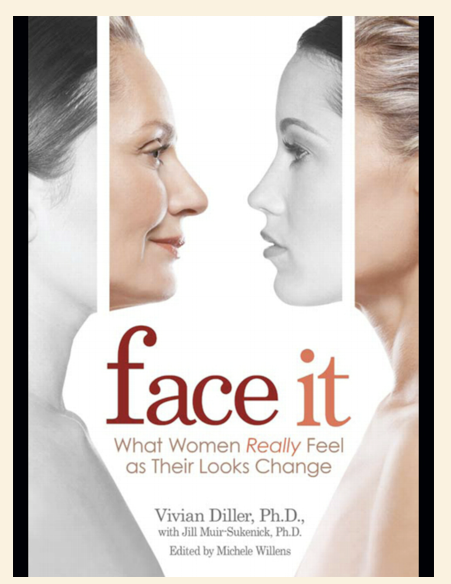 face it
What Women Really Feel
as Their Looks Change
Vivian Diller, Ph.D.,
with Jill Muir-Sukenick, Ph.D.
Edited by Michele Willens